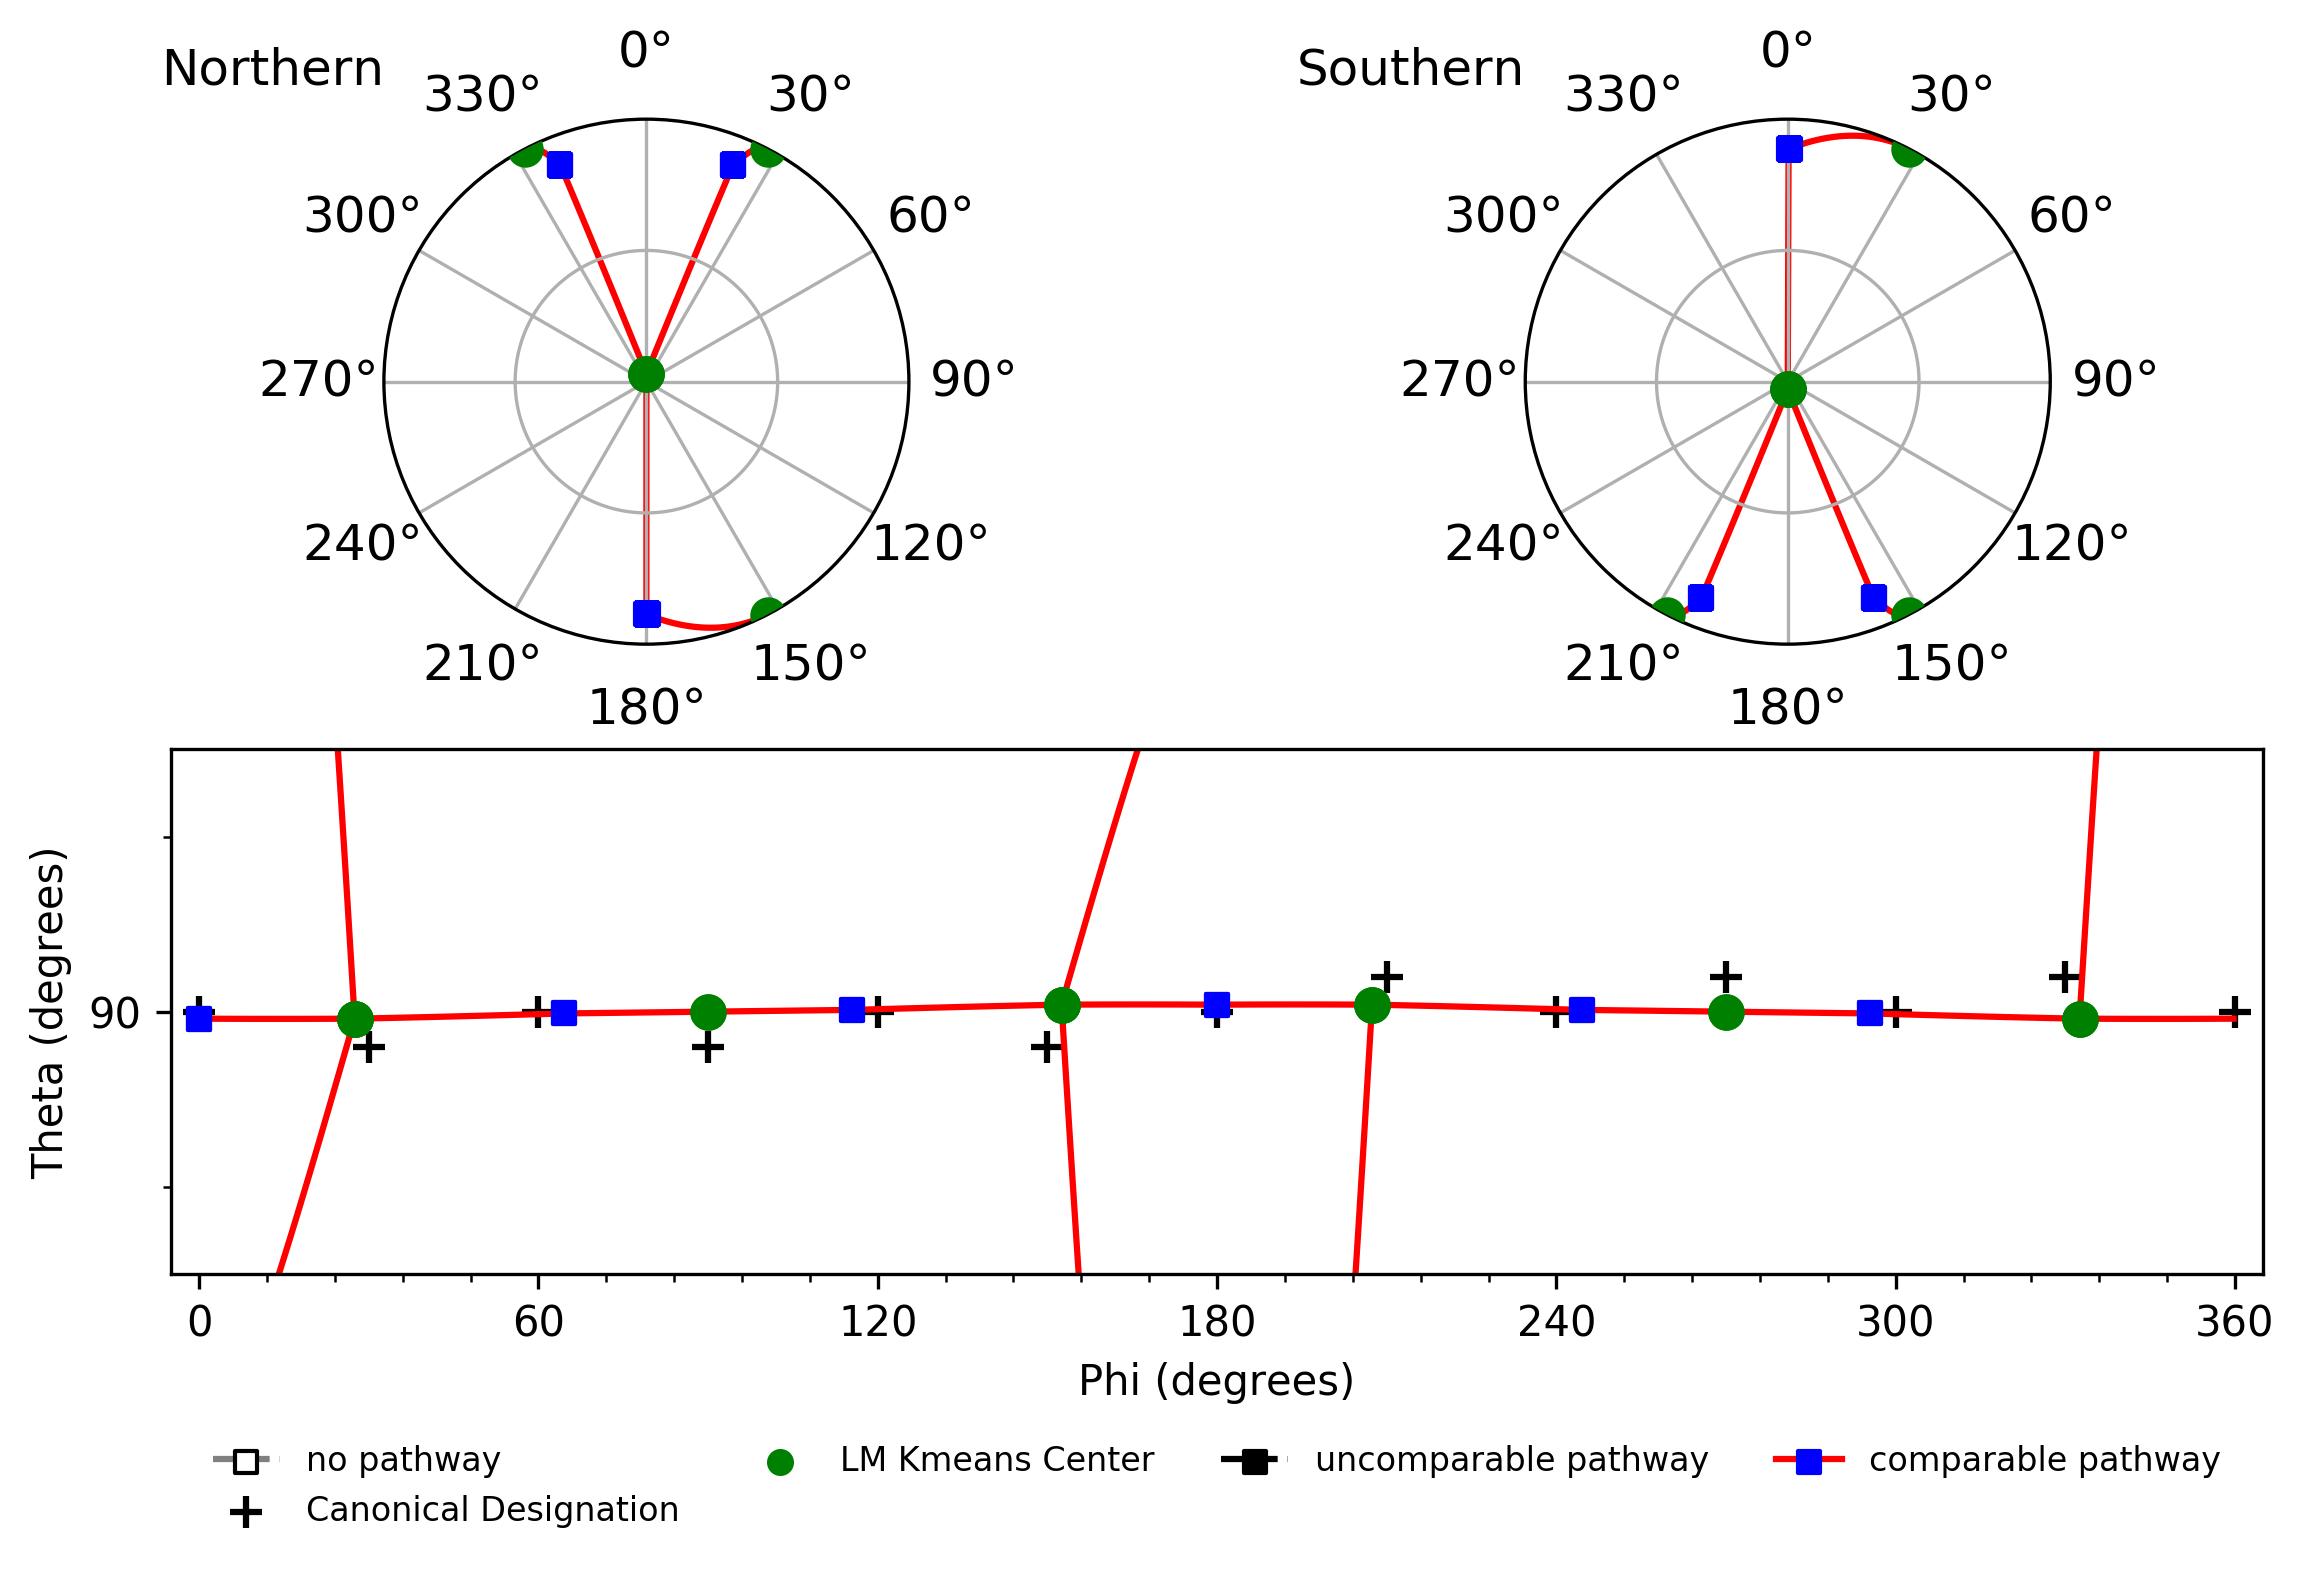 Northern
0°
30°
60°
90°
120°
150°
180°
210°
240°
270°
300°
330°
Southern
0°
30°
60°
90°
120°
150°
180°
210°
240°
270°
300°
330°
Theta (degrees)
90
0 60 120 180 240 300 360
Phi (degrees)
no pathway
Canonical Designation
LM Kmeans Center
uncomparable pathway
comparable pathway